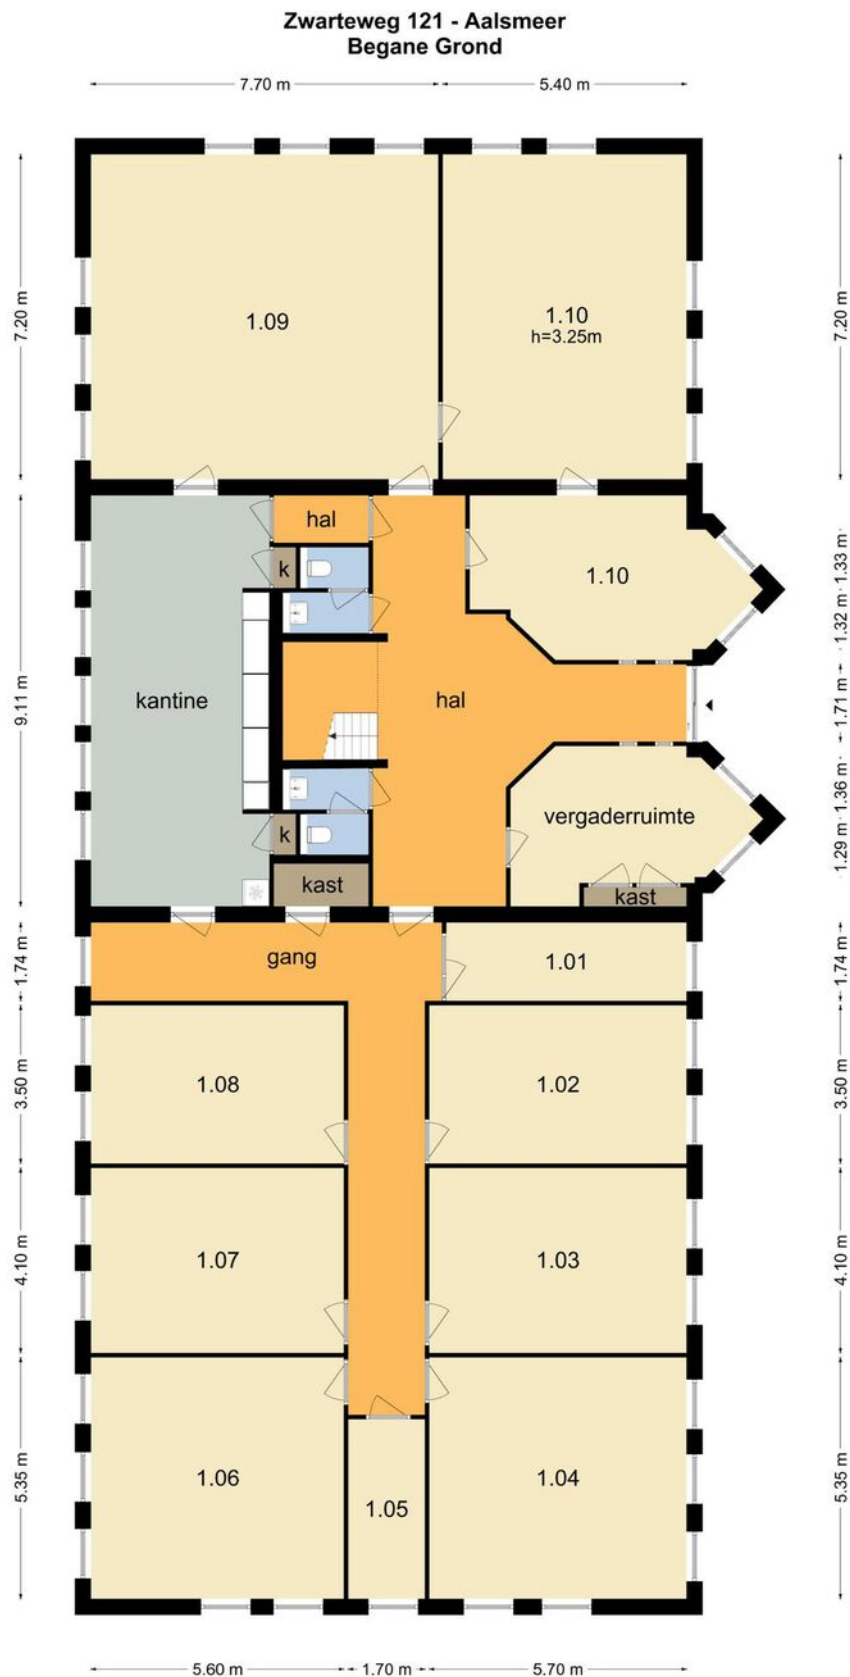 Zwarteweg 121 - Aalsmeer
Begane Grond
7.70 m
5.40 m
7.20 m
7.20 m
1.09
1.10
h=3.25m
hal
k
1.10
1.33
1.32 m
9.11 m
kantine
hal
1.71 m
1.36 m
1.29 m
vergaderruimte
k
kast
kast
1.74 m
gang
1.01
1.74 m
3.50 m
1.08
1.02
3.50 m
4.10 m
1.07
1.03
4.10 m
5.35 m
1.06
1.05
1.04
5.35 m
5.60 m
1.70 m
5.70 m